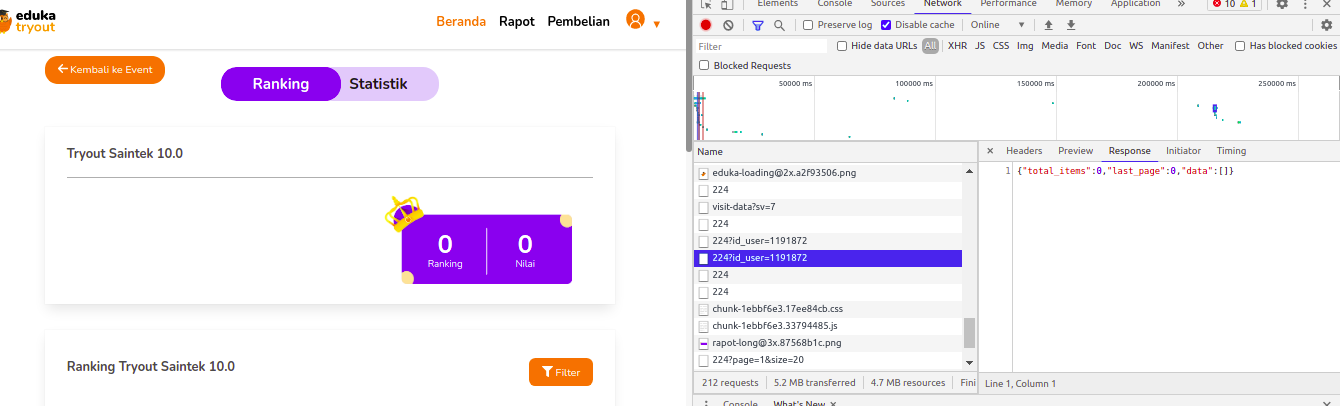 eduka
tryout
Beranda
Rapot
Pembelian
Kembali ke Event
Ranking
Statistik
Tryout Saintek 10.0
0
Ranking
0
Nilai
Ranking Tryout Saintek 10.0
Filter
Elements Console Sources Network Performance Memory Application » 10 1
Preserve log Disable cache Online
Filter Hide data URLs All XHR JS CSS Img Media Font Doc WS Manifest Other Has blocked cookies
Blocked Requests
50000 ms 100000 ms 150000 ms 200000 ms 250000 ms
Name
eduka-loading@2x.a2f93506.png
224
visit-data?sv=7
224
224?id_user=1191872
224?id_user=1191872
224
224
chunk-1ebbf6e3.17ee84cb.css
chunk-1ebbf6e3.33794485.js
rapot-long@3x.87568b1c.png
224?page=1&size=20
212 requests 5.2 MB transferred 4.7 MB resources Fini
× Headers Preview Response Initiator Timing
1 {"total_items":0,"last_page":0,"data":[]}
Line 1, Column 1
Console What's New ×